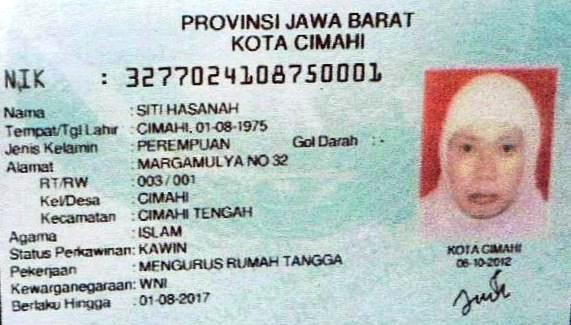 PROVINSI JAWA BARAT
KOTA CIMAHI
NIK : 3277024108750001
Nama : SITI HASANAH
Tempat/Tgl Lahir : CIMAHI, 01-08-1975
Jenis Kelamin : PEREMPUAN Gol Darah : -
Alamat : MARGAMULYA NO 32
RT/RW : 003 / 001
Kel/Desa : CIMAHI
Kecamatan : CIMAHI TENGAH
Agama : ISLAM
Status Perkawinan: KAWIN
Pekerjaan : MENGURUS RUMAH TANGGA
Kewarganegaraan: WNI
Berlaku Hingga : 01-08-2017
KOTA CIMAHI
06-10-2012